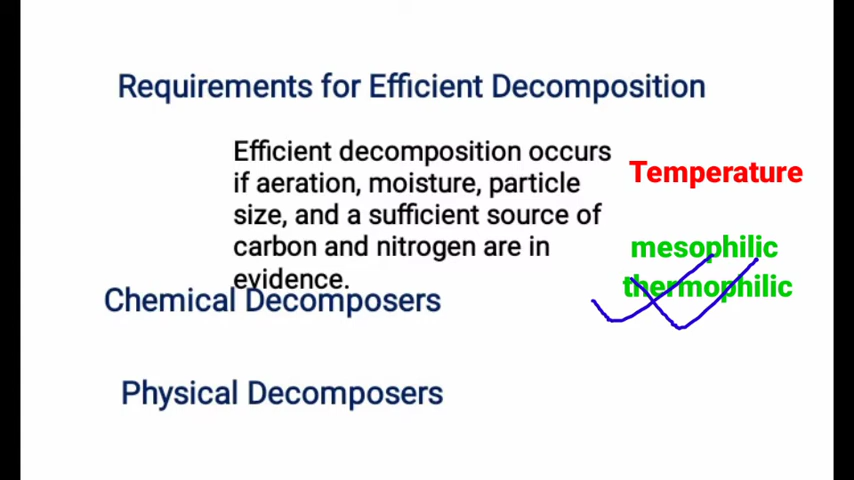 Requirements for Efficient Decomposition
Efficient decomposition occurs
if aeration, moisture, particle
size, and a sufficient source of
carbon and nitrogen are in
evidence.
Temperature
mesophilic
thermophilic
Chemical Decomposers
Physical Decomposers